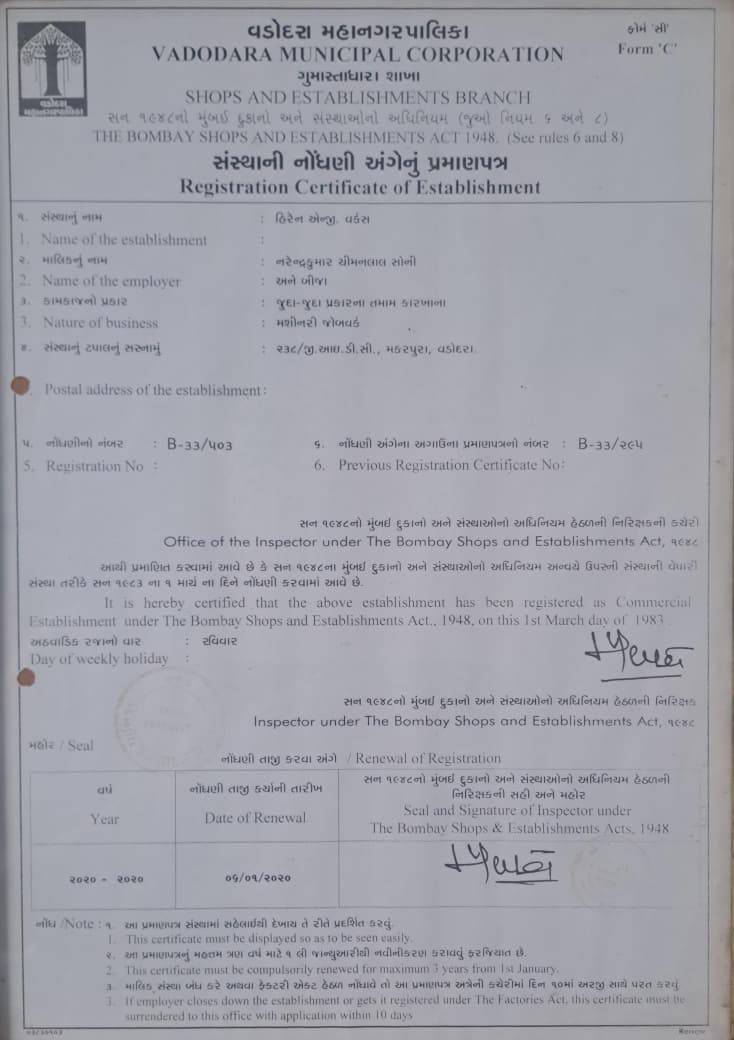 વડોદરા મહાનગરપાલિકા
ફોર્મ 'સી'
VADODARA MUNICIPAL CORPORATION
Form 'C'
ગુમાસ્તાધારા શાખા
SHOPS AND ESTABLISHMENTS BRANCH
વડોદરા
મહાનગરપાલિકા
સન ૧૯૪૮નો મુંબઈ દુકાનો અને સંસ્થાઓનો અધિનિયમ (જુઓ નિયમ ૬ અને ૮)
THE BOMBAY SHOPS AND ESTABLISHMENTS ACT 1948. (See rules 6 and 8)
સંસ્થાની નોંધણી અંગેનું પ્રમાણપત્ર
Registration Certificate of Establishment
૧. સંસ્થાનું નામ : હિરેન એન્જી. વર્કસ
1. Name of the establishment :
૨. માલિકનું નામ : નરેન્દ્રકુમાર ચીમનલાલ સોની
2. Name of the employer : અને બીજા
૩. કામકાજનો પ્રકાર : જુદા-જુદા પ્રકારના તમામ કારખાના
3. Nature of business : મશીનરી જોબવર્ક
૪. સંસ્થાનું ટપાલનું સરનામું : ૨૩૮/જી.આઇ.ડી.સી., મકરપુરા, વડોદરા.
. Postal address of the establishment :
૫. નોંધણીનો નંબર : B-33/૫૦૩ ૬. નોંધણી અંગેના અગાઉના પ્રમાણપત્રનો નંબર : B-33/૨૯૫
5. Registration No : 6. Previous Registration Certificate No:
સન ૧૯૪૮નો મુંબઈ દુકાનો અને સંસ્થાઓનો અધિનિયમ હેઠળની નિરિક્ષકની કચેરી
Office of the Inspector under The Bombay Shops and Establishments Act, ૧૯૪૮
આથી પ્રમાણિત કરવામાં આવે છે કે સન ૧૯૪૮ના મુંબઈ દુકાનો અને સંસ્થાઓનો અધિનિયમ અન્વયે ઉપરની સંસ્થાની વેપારી
સંસ્થા તરીકે સન ૧૯૮૩ ના ૧ માર્ચ ના દિને નોંધણી કરવામાં આવે છે.
It is hereby certified that the above establishment has been registered as Commercial
Establishment under The Bombay Shops and Establishments Act., 1948, on this 1st March day of 1983.
અઠવાડિક રજાનો વાર : રવિવાર
Day of weekly holiday :
સન ૧૯૪૮નો મુંબઈ દુકાનો અને સંસ્થાઓનો અધિનિયમ હેઠળની નિરિક્ષક
Inspector under The Bombay Shops and Establishments Act, ૧૯૪૮
મહોર / Seal
નોંધણી તાજી કરવા અંગે / Renewal of Registration
વર્ષ
Year
નોંધણી તાજી કર્યાની તારીખ
Date of Renewal
સન ૧૯૪૮નો મુંબઈ દુકાનો અને સંસ્થાઓનો અધિનિયમ હેઠળની
નિરિક્ષકની સહી અને મહોર
Seal and Signature of Inspector under
The Bombay Shops & Establishments Acts, 1948
૨૦૨૦ - ૨૦૨૦
૦૬/૦૧/૨૦૨૦
નોંધ /Note : ૧. આ પ્રમાણપત્ર સંસ્થામાં સહેલાઈથી દેખાય તે રીતે પ્રદર્શિત કરવું.
1. This certificate must be displayed so as to be seen easily.
૨. આ પ્રમાણપત્રનું મહત્તમ ત્રણ વર્ષ માટે ૧ લી જાન્યુઆરીથી નવીનીકરણ કરાવવું ફરજિયાત છે.
2. This certificate must be compulsorily renewed for maximum 3 years from 1st January.
૩. માલિક સંસ્થા બંધ કરે અથવા ફેક્ટરી એક્ટ હેઠળ નોંધાવે તો આ પ્રમાણપત્ર અત્રેની કચેરીમાં દિન ૧૦માં અરજી સાથે પરત કરવું
3. If employer closes down the establishment or gets it registered under The Factories Act, this certificate must be
surrendered to this office with application within 10 days
Renew